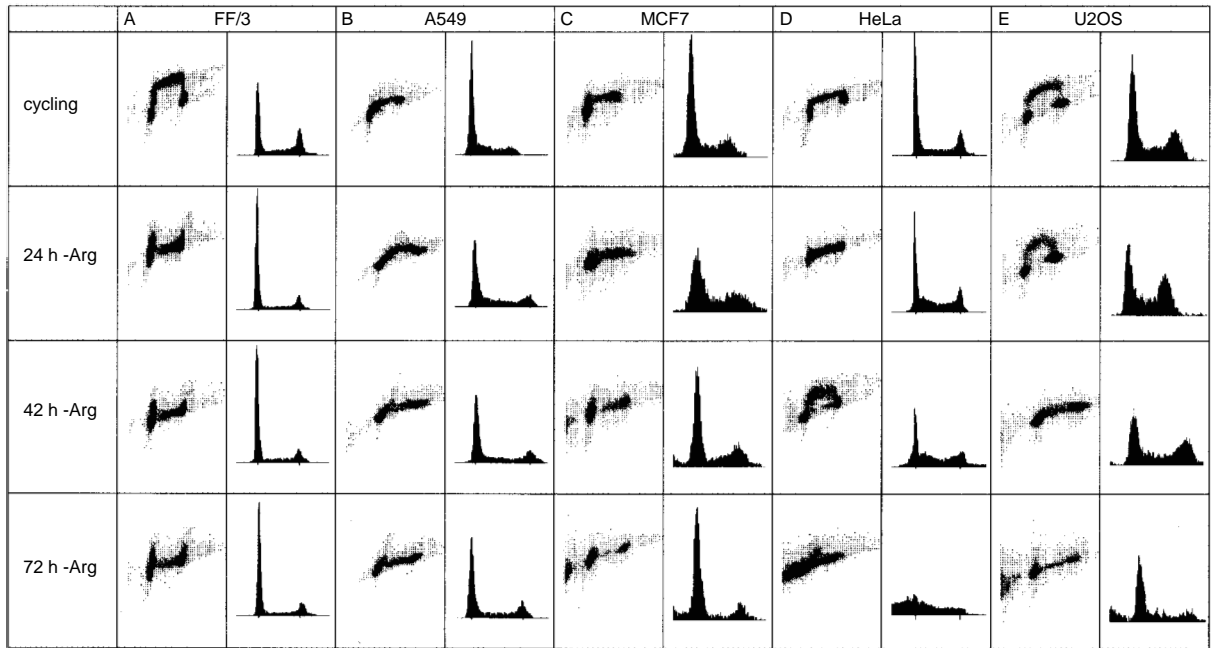 A FF/3 B A549 C MCF7 D HeLa E U2OS
cycling
24 h -Arg
42 h -Arg
72 h -Arg